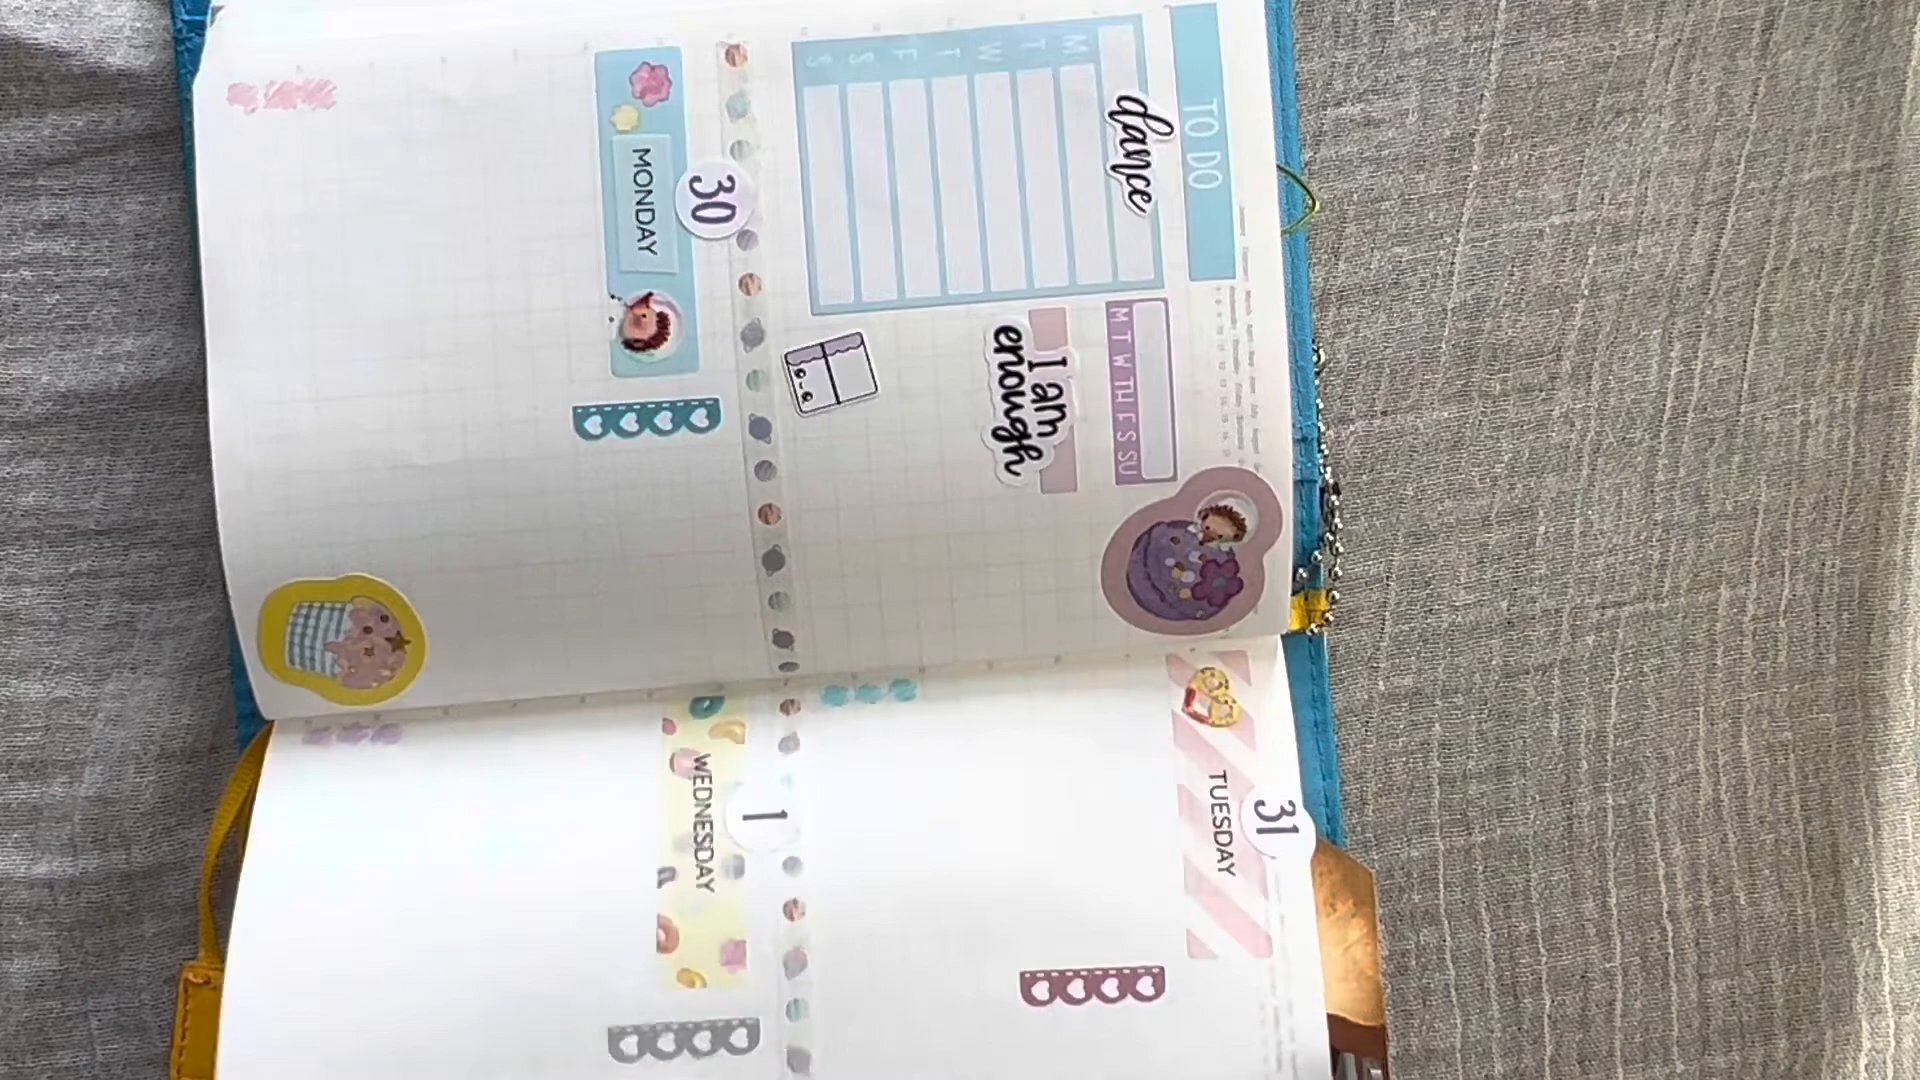 TO DO
dance
M T W T F S S
M T W TH F S SU
I am
enough
30
MONDAY
31
TUESDAY
1
WEDNESDAY